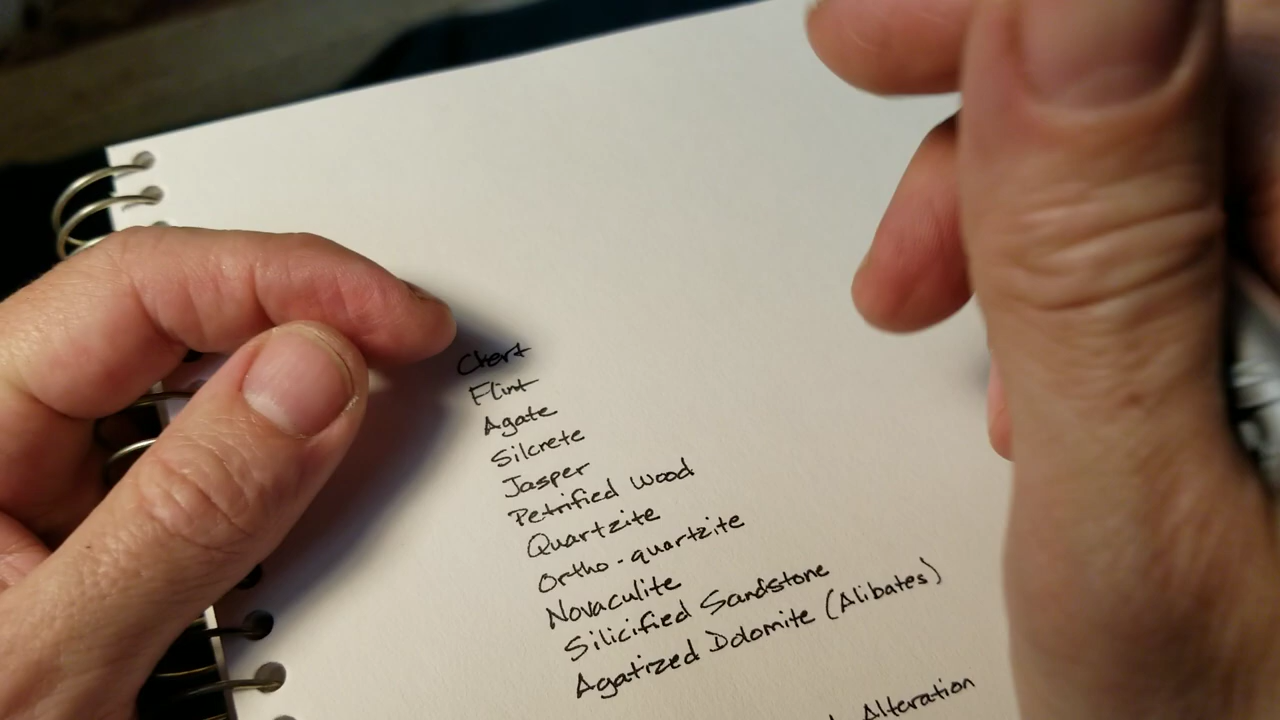 Chert
Flint
Agate
Silcrete
Jasper
Petrified wood
Quartzite
Ortho-quartzite
Novaculite
Silicified Sandstone
Agatized Dolomite (Alibates)
Alteration